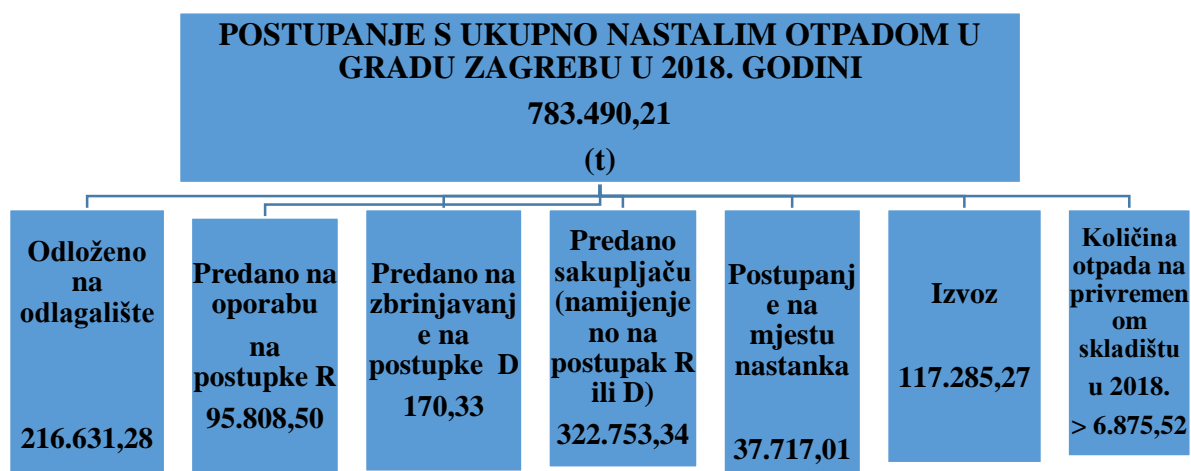 POSTUPANJE S UKUPNO NASTALIM OTPADOM U
GRADU ZAGREBU U 2018. GODINI
783.490,21
(t)
Odloženo
na
odlagalište
216.631,28
Predano na
oporabu
na
postupke R
95.808,50
Predano na
zbrinjavanj
e na
postupke D
170,33
Predano
sakupljaču
(namijenje
no na
postupak R
ili D)
322.753,34
Postupanj
e na
mjestu
nastanka
37.717,01
Izvoz
117.285,27
Količina
otpada na
privremen
om
skladištu
u 2018.
> 6.875,52